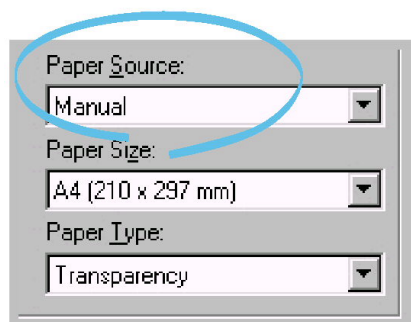 Paper Source:
Manual
Paper Size:
A4 (210 x 297 mm)
Paper Type:
Transparency